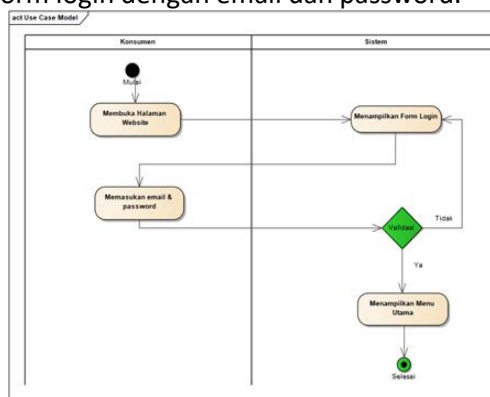 orm login dengan email dan password.
act Use Case Model
Konsumen
Sistem
Mulai
Membuka Halaman
Website
Menampilkan Form Login
Memasukan email &
password
Validasi
Tidak
Ya
Menampilkan Menu
Utama
Selesai